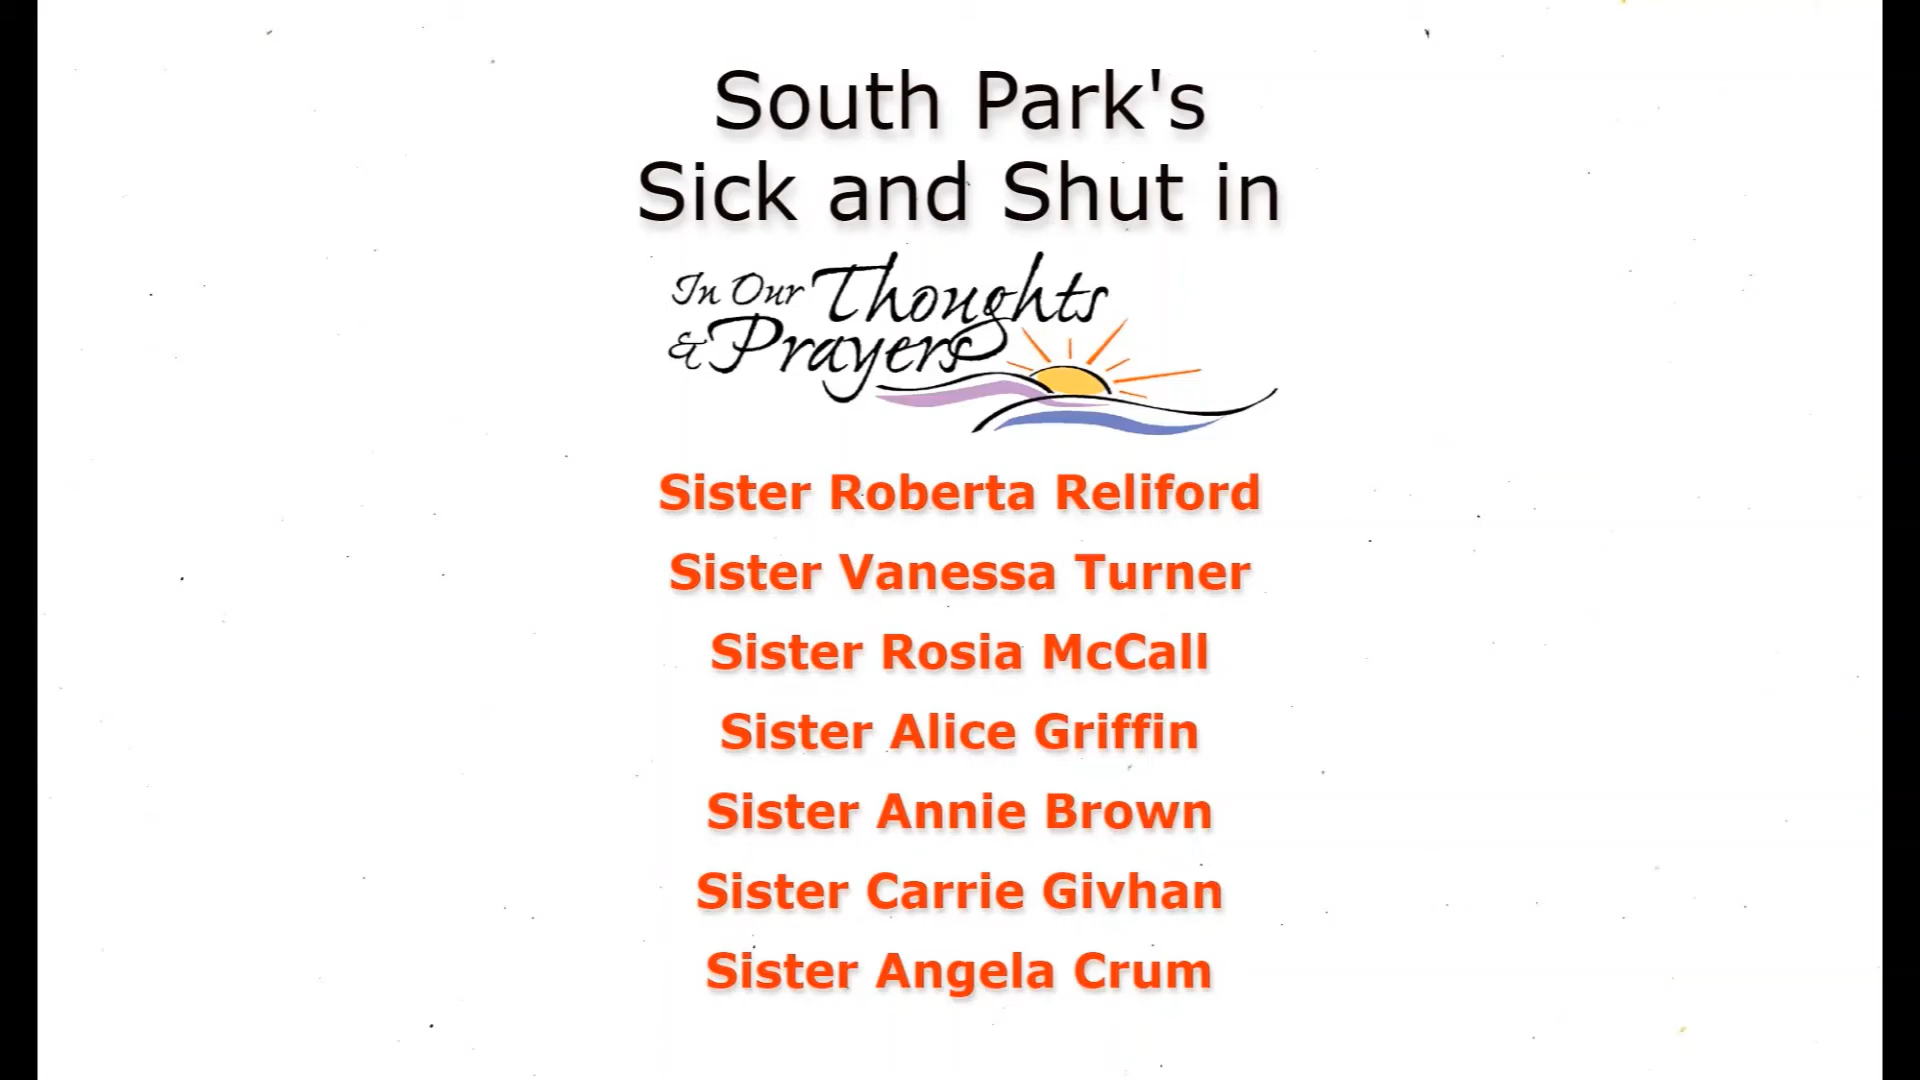 South Park's
Sick and Shut in
In Our Thoughts
& Prayers
Sister Roberta Reliford
Sister Vanessa Turner
Sister Rosia McCall
Sister Alice Griffin
Sister Annie Brown
Sister Carrie Givhan
Sister Angela Crum